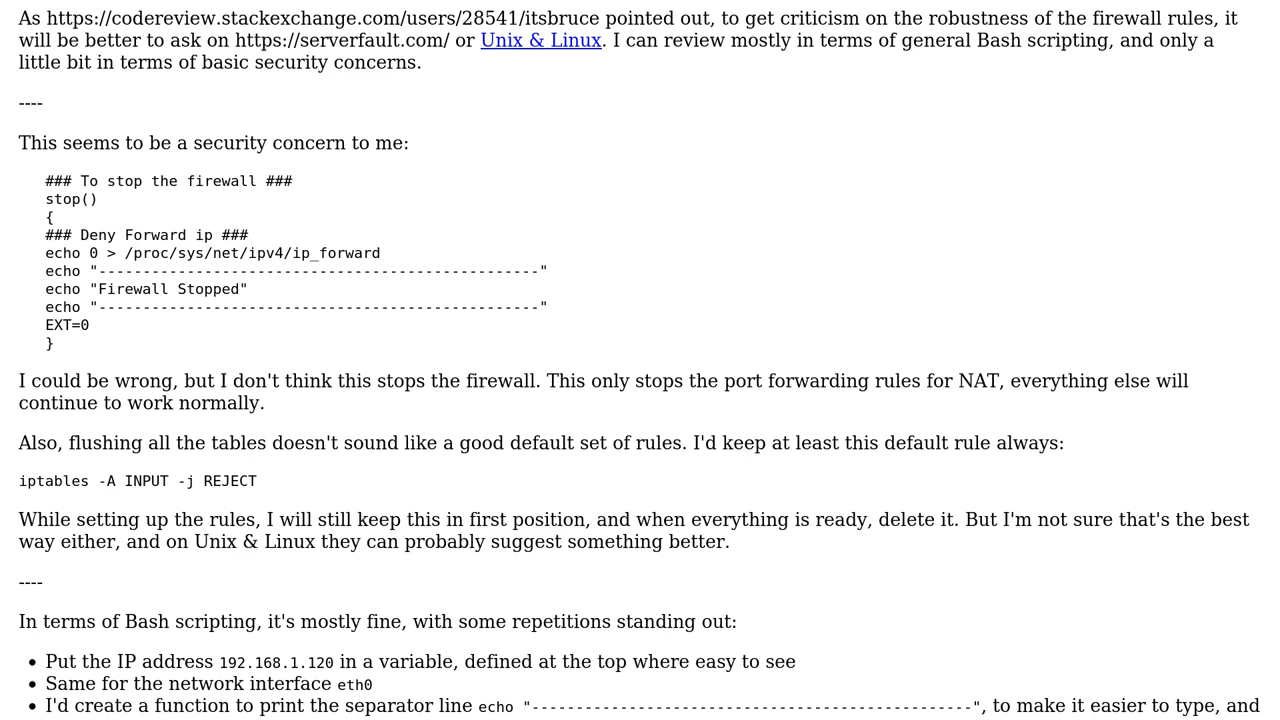 As https://codereview.stackexchange.com/users/28541/itsbruce pointed out, to get criticism on the robustness of the firewall rules, it
will be better to ask on https://serverfault.com/ or Unix & Linux. I can review mostly in terms of general Bash scripting, and only a
little bit in terms of basic security concerns.
----
This seems to be a security concern to me:
### To stop the firewall ###
stop()
{
### Deny Forward ip ###
echo 0 > /proc/sys/net/ipv4/ip_forward
echo "--------------------------------------------------"
echo "Firewall Stopped"
echo "--------------------------------------------------"
EXT=0
}
I could be wrong, but I don't think this stops the firewall. This only stops the port forwarding rules for NAT, everything else will
continue to work normally.
Also, flushing all the tables doesn't sound like a good default set of rules. I'd keep at least this default rule always:
iptables -A INPUT -j REJECT
While setting up the rules, I will still keep this in first position, and when everything is ready, delete it. But I'm not sure that's the best
way either, and on Unix & Linux they can probably suggest something better.
----
In terms of Bash scripting, it's mostly fine, with some repetitions standing out:
• Put the IP address 192.168.1.120 in a variable, defined at the top where easy to see
• Same for the network interface eth0
• I'd create a function to print the separator line echo "--------------------------------------------------", to make it easier to type, and